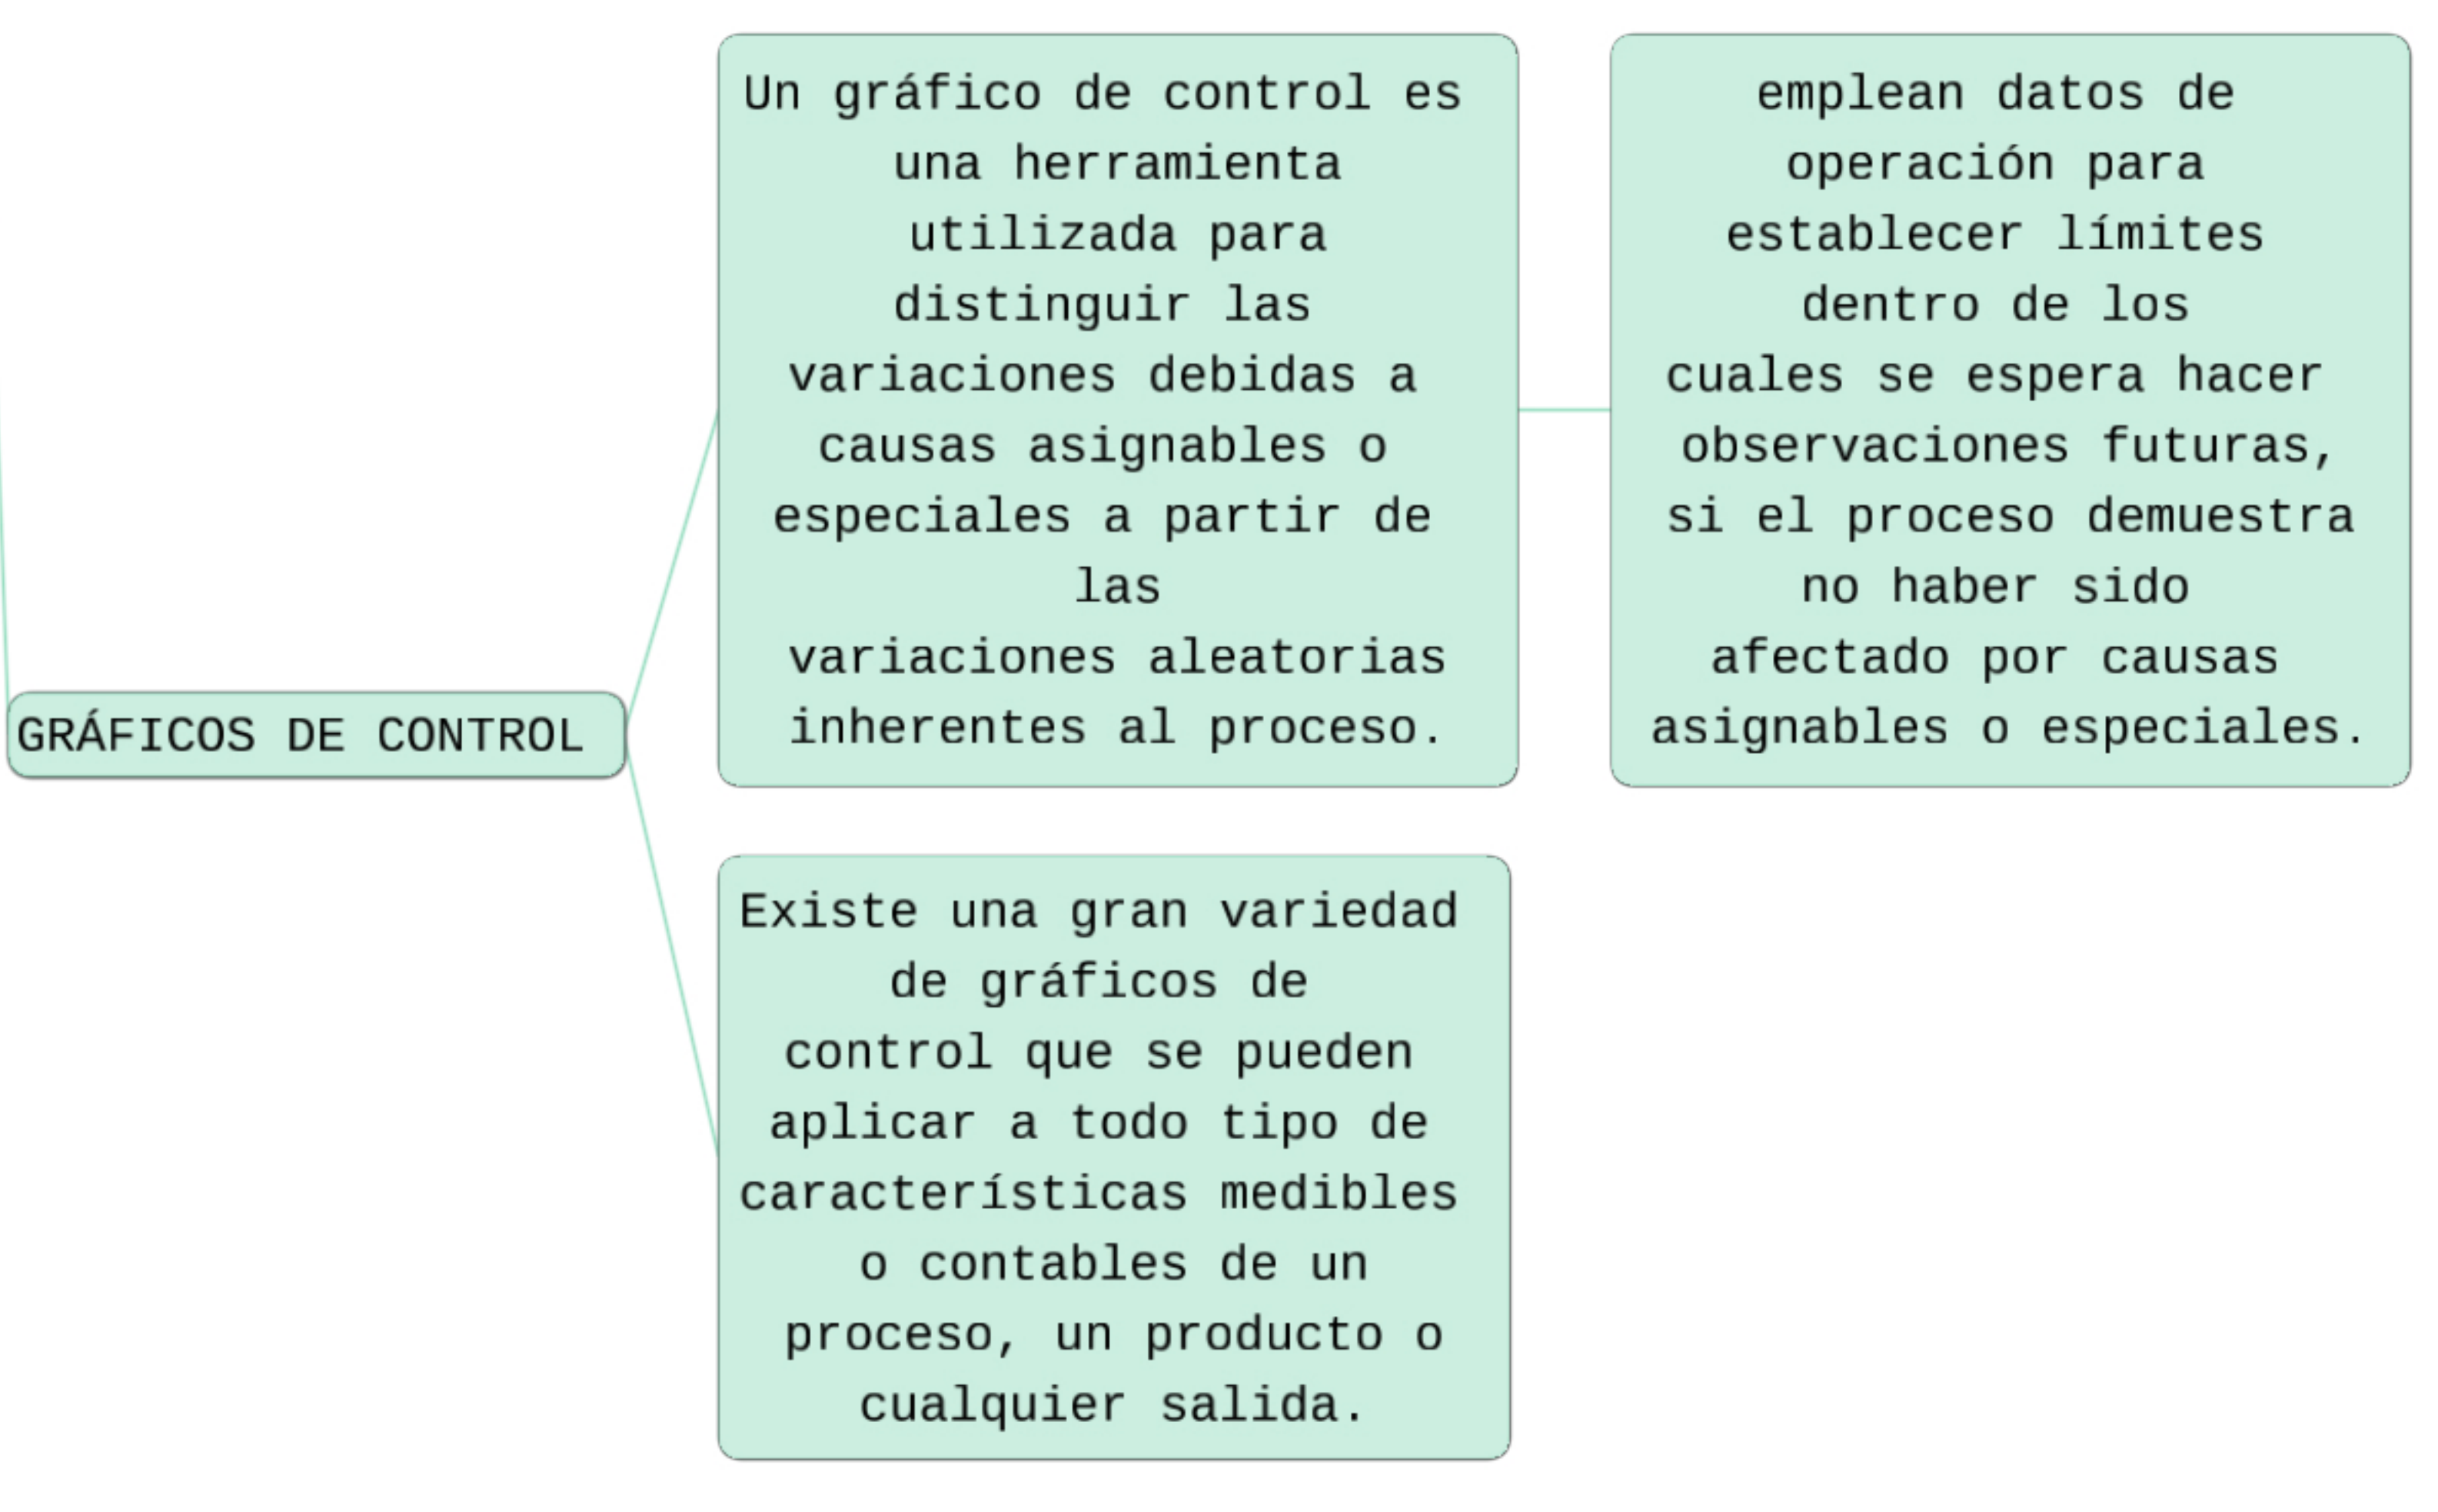 GRÁFICOS DE CONTROL
Un gráfico de control es
una herramienta
utilizada para
distinguir las
variaciones debidas a
causas asignables o
especiales a partir de
las
variaciones aleatorias
inherentes al proceso.
emplean datos de
operación para
establecer límites
dentro de los
cuales se espera hacer
observaciones futuras,
si el proceso demuestra
no haber sido
afectado por causas
asignables o especiales.
Existe una gran variedad
de gráficos de
control que se pueden
aplicar a todo tipo de
características medibles
o contables de un
proceso, un producto o
cualquier salida.